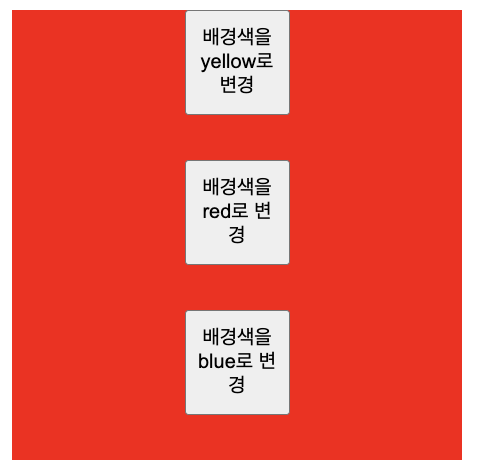 배경색을
yellow로
변경
배경색을
red로 변
경
배경색을
blue로 변
경